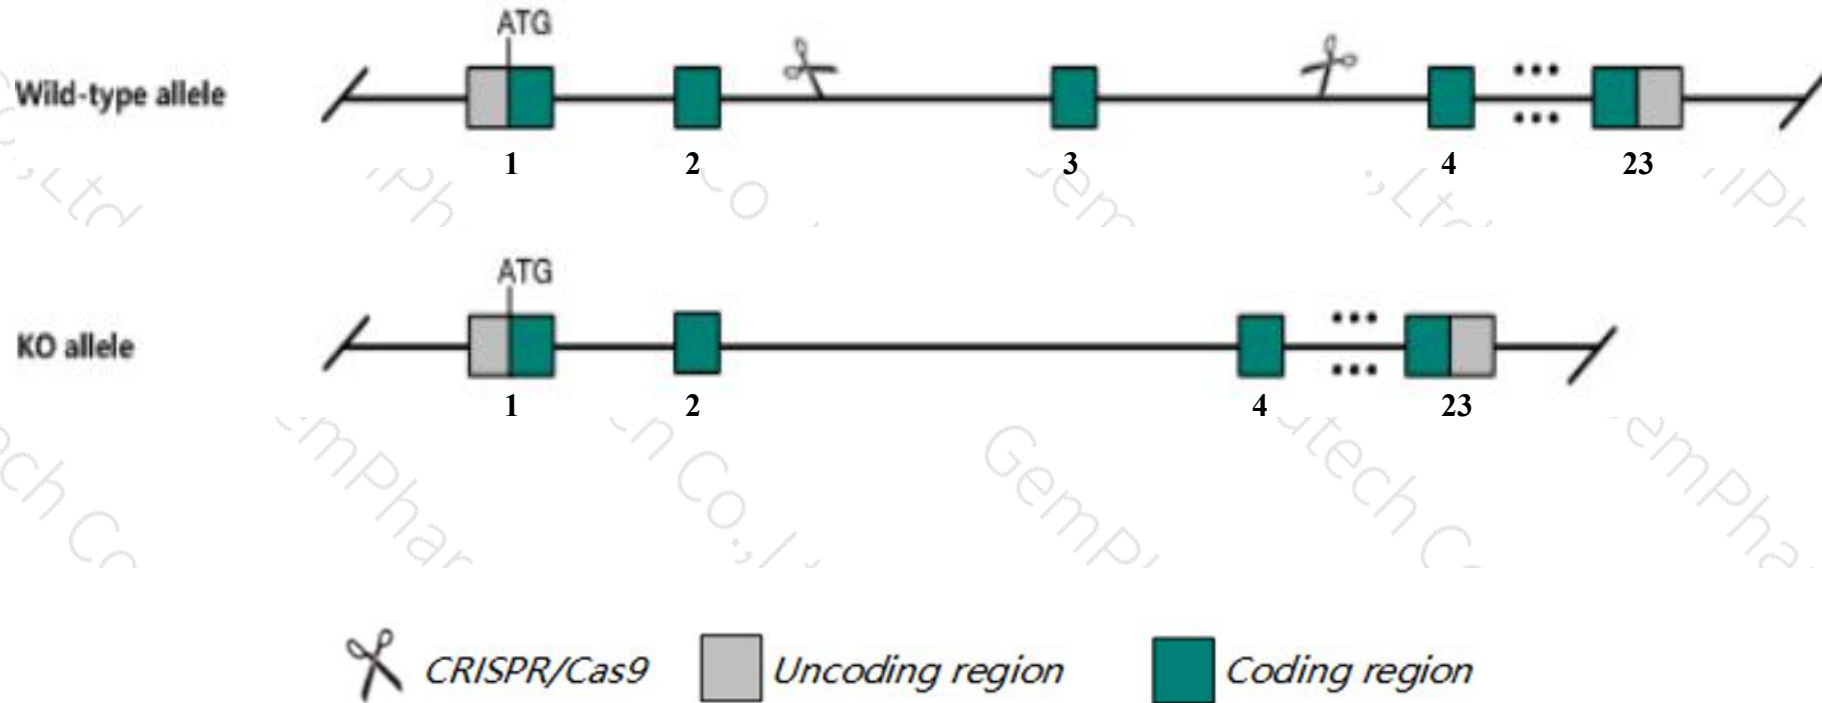 ATG
Wild-type allele
1 2 3 4 23
ATG
KO allele
1 2 4 23
CRISPR/Cas9 Uncoding region Coding region